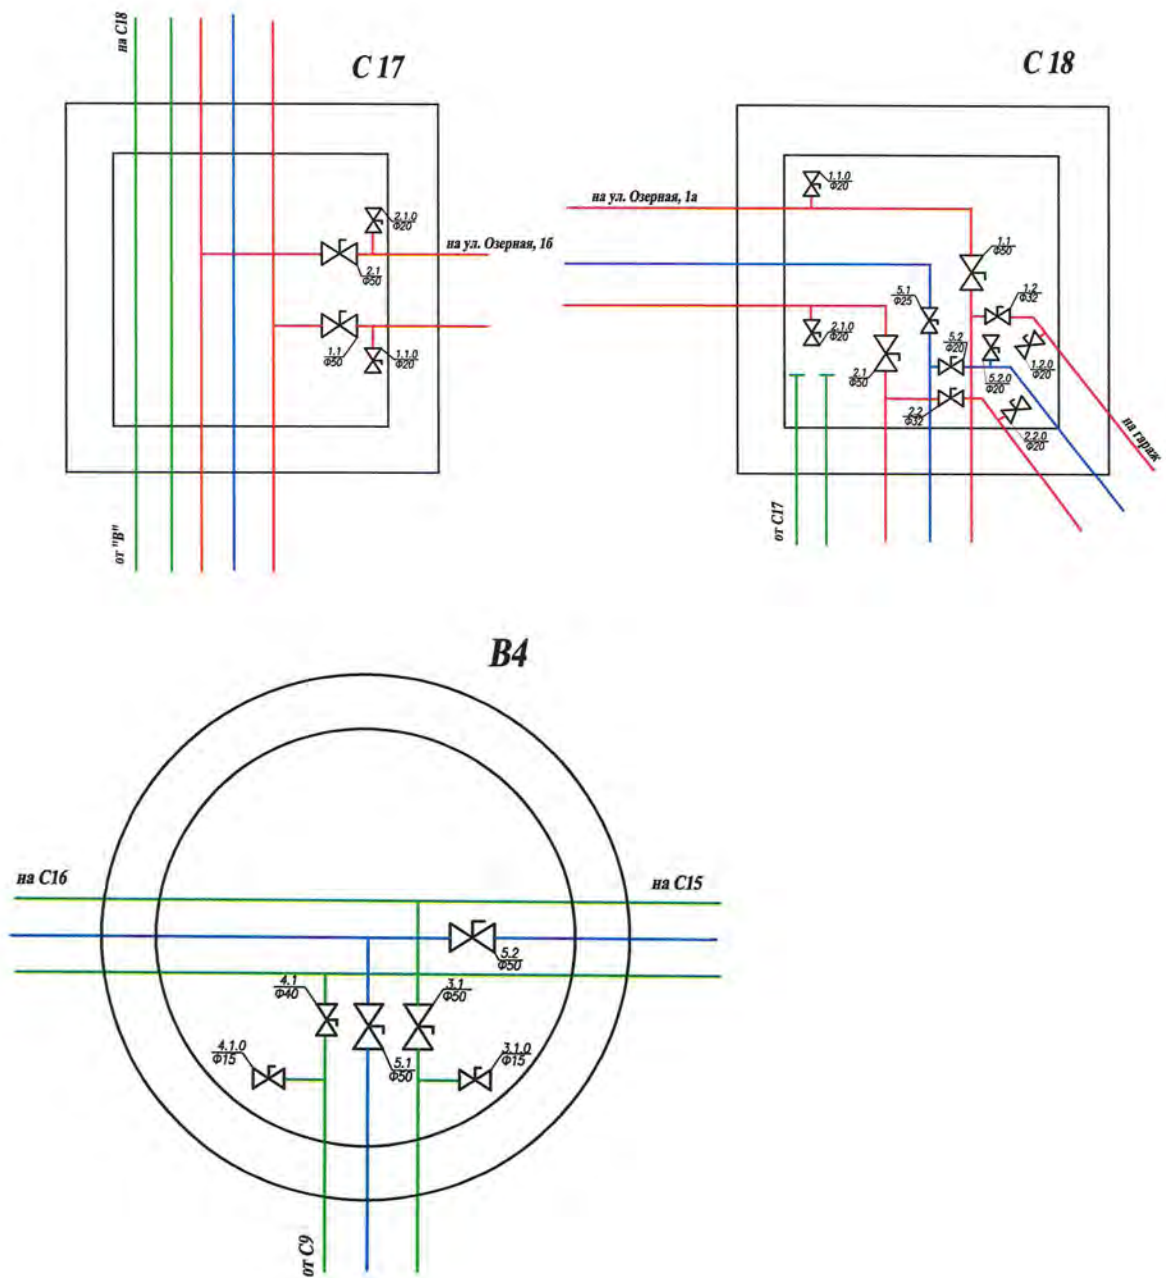 на С18
С 17
2.1.0
Ф20
на ул. Озерная, 1б
2.1
Ф50
1.1
Ф50
1.1.0
Ф20
от "В"
С 18
1.1.0
Ф20
на ул. Озерная, 1а
1.1
Ф50
5.1
Ф25
1.2
Ф32
2.1.0
Ф20
5.2
Ф20
2.1
Ф50
5.2.0
Ф20
1.2.0
Ф20
2.2
Ф32
2.2.0
Ф20
на гараж
от С17
В4
на С16
на С15
5.2
Ф50
4.1
Ф40
3.1
Ф50
4.1.0
Ф15
5.1
Ф50
3.1.0
Ф15
от С9